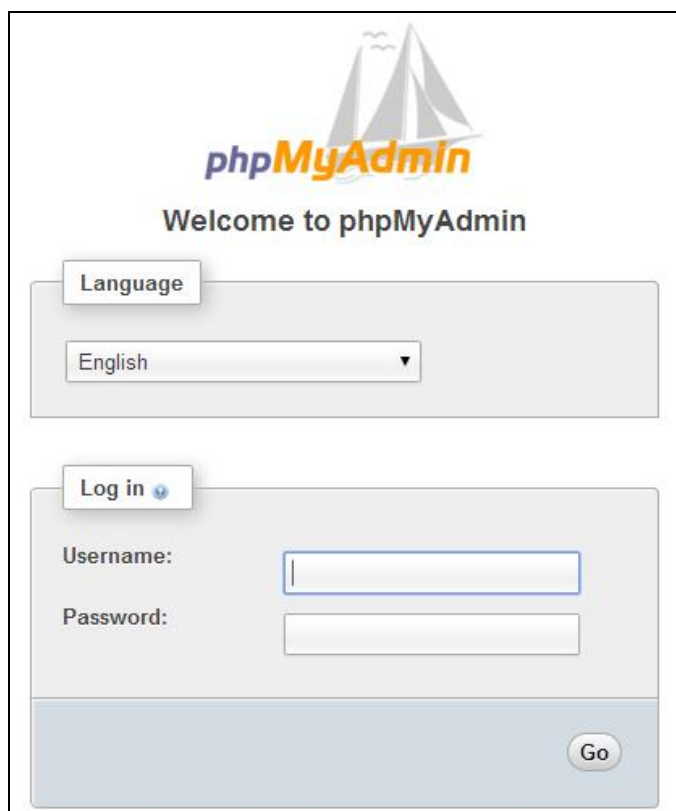 phpMyAdmin
Welcome to phpMyAdmin
Language
English
Log in
Username:
Password:
Go